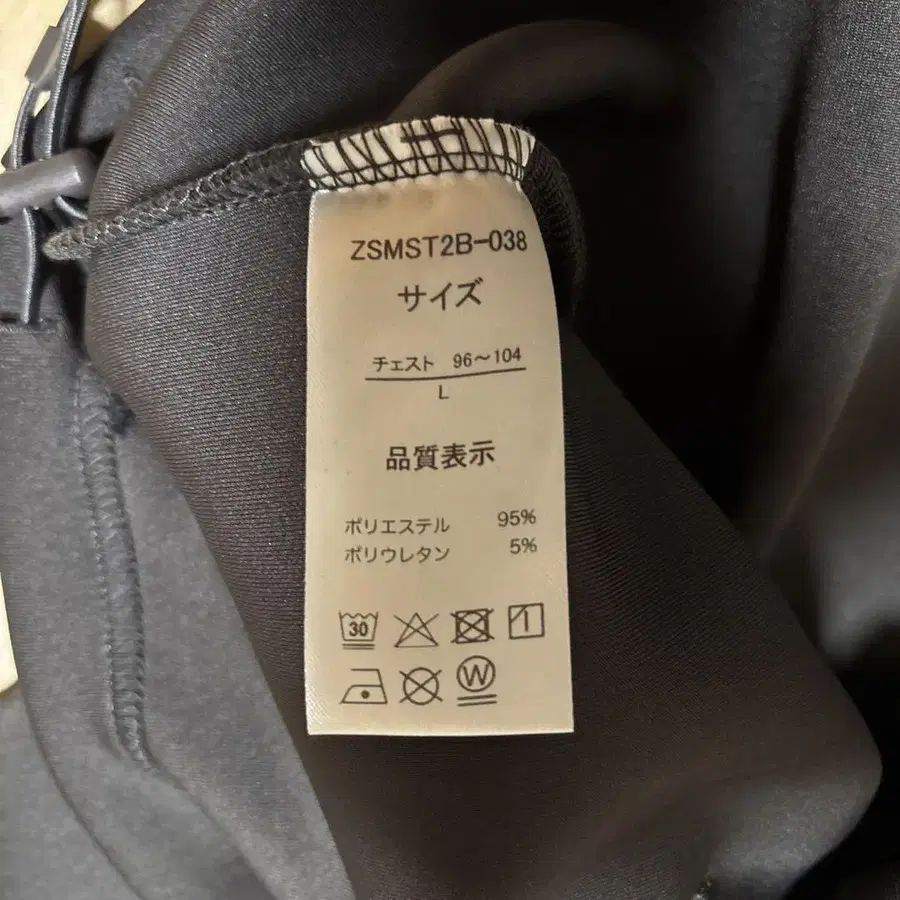 ZSMST2B-038
サイズ
チェスト 96～104
L
品質表示
ポリエステル 95%
ポリウレタン 5%
30
W